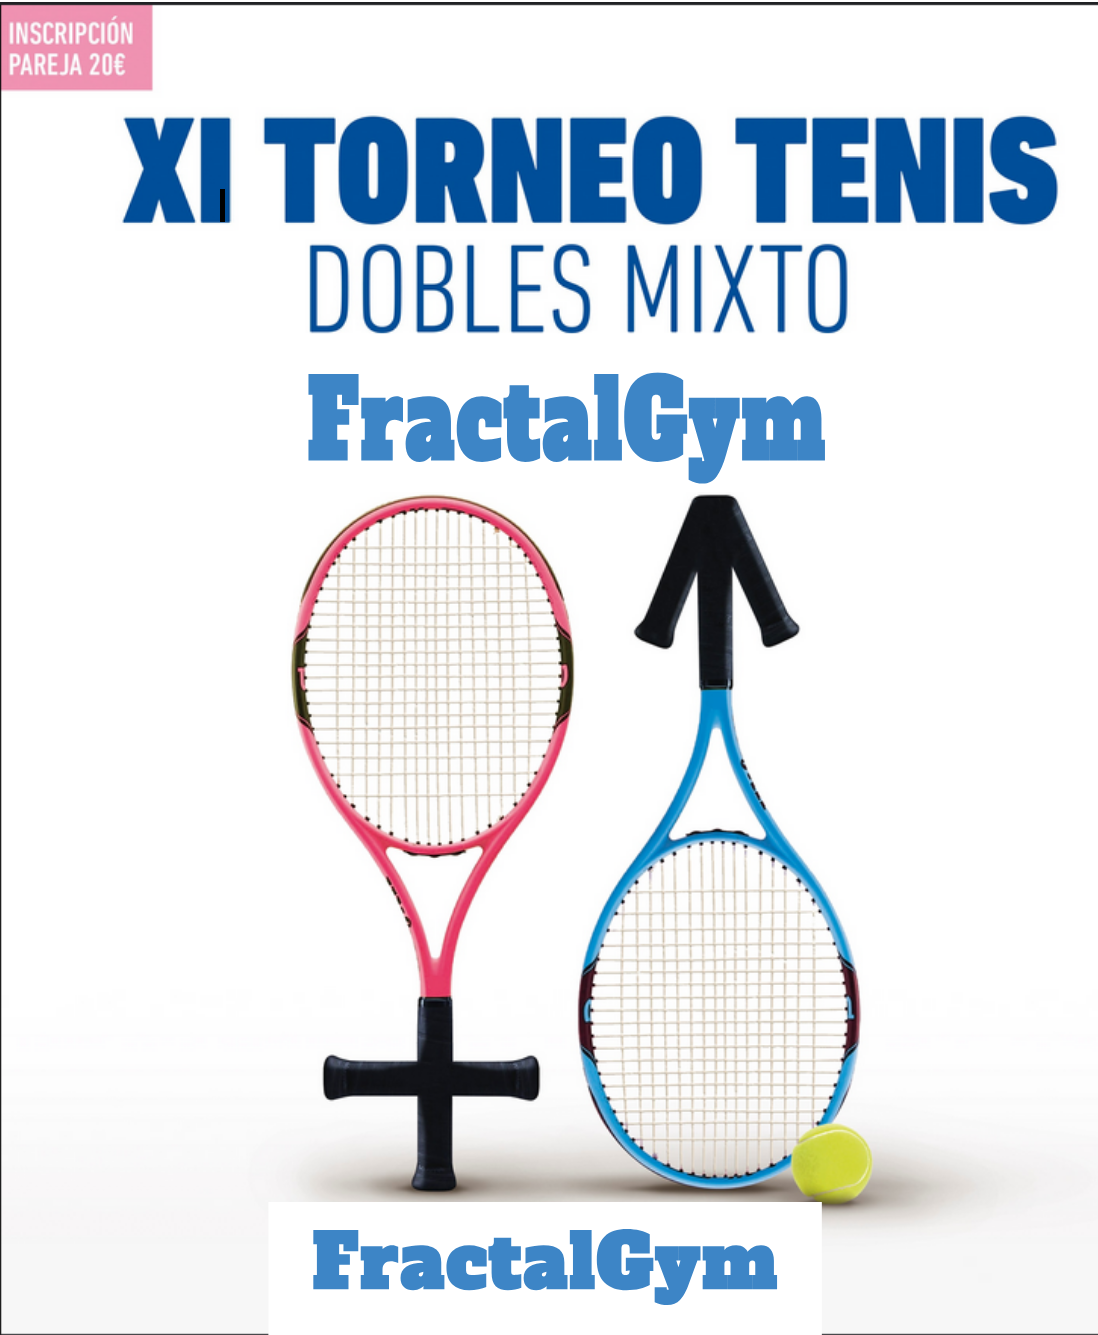 INSCRIPCIÓN
PAREJA 20€
XI TORNEO TENIS
DOBLES MIXTO
FractalGym
FractalGym